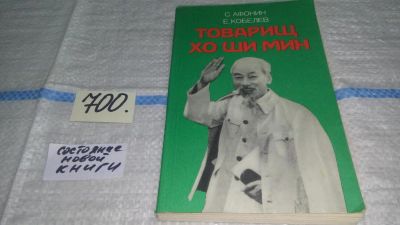 С. АФОНИН
Е. КОБЕЛЕВ
ТОВАРИЩ
ХО ШИ МИН
700.
состояние
новой
книги